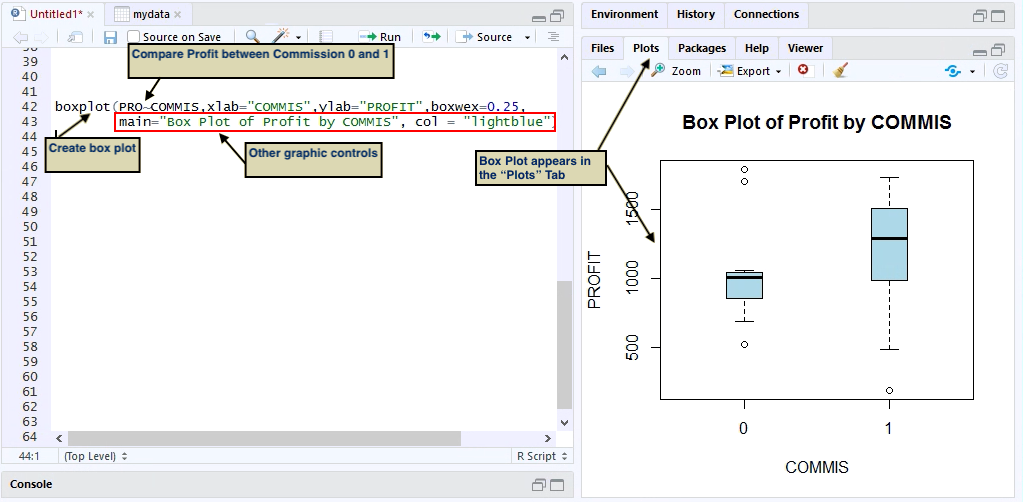 Untitled1*
mydata
Source on Save
Run
Source
39
40
41
42 boxplot(PRO~COMMIS,xlab="COMMIS",ylab="PROFIT",boxwex=0.25,
43 main="Box Plot of Profit by COMMIS", col = "lightblue")
44
45
46
47
48
49
50
51
52
53
54
55
56
57
58
59
60
61
62
63
64
Compare Profit between Commission 0 and 1
Create box plot
Other graphic controls
44:1
(Top Level)
R Script
Console
Environment
History
Connections
Files
Plots
Packages
Help
Viewer
Zoom
Export
Box Plot appears in
the “Plots” Tab
Box Plot of Profit by COMMIS
PROFIT
1500
1000
500
0
1
COMMIS